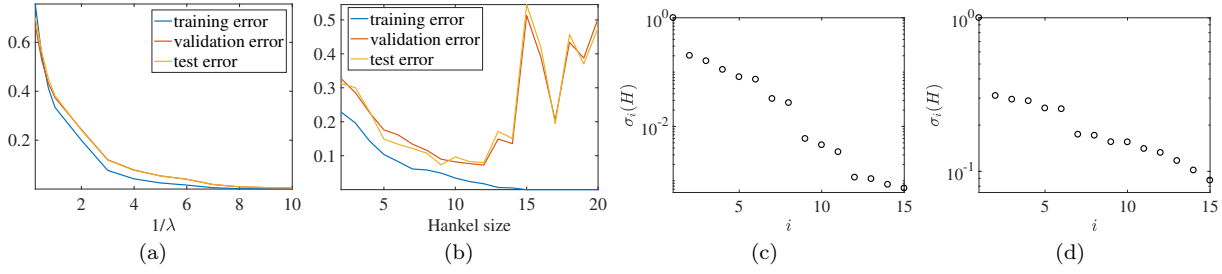 training error
validation error
test error
0.6
0.4
0.2
2 4 6 8 10
1/λ
(a)
training error
validation error
test error
0.5
0.4
0.3
0.2
0.1
5 10 15 20
Hankel size
(b)
10^0
10^-2
σ_i(H)
5 10 15
i
(c)
10^0
10^-1
σ_i(H)
5 10 15
i
(d)